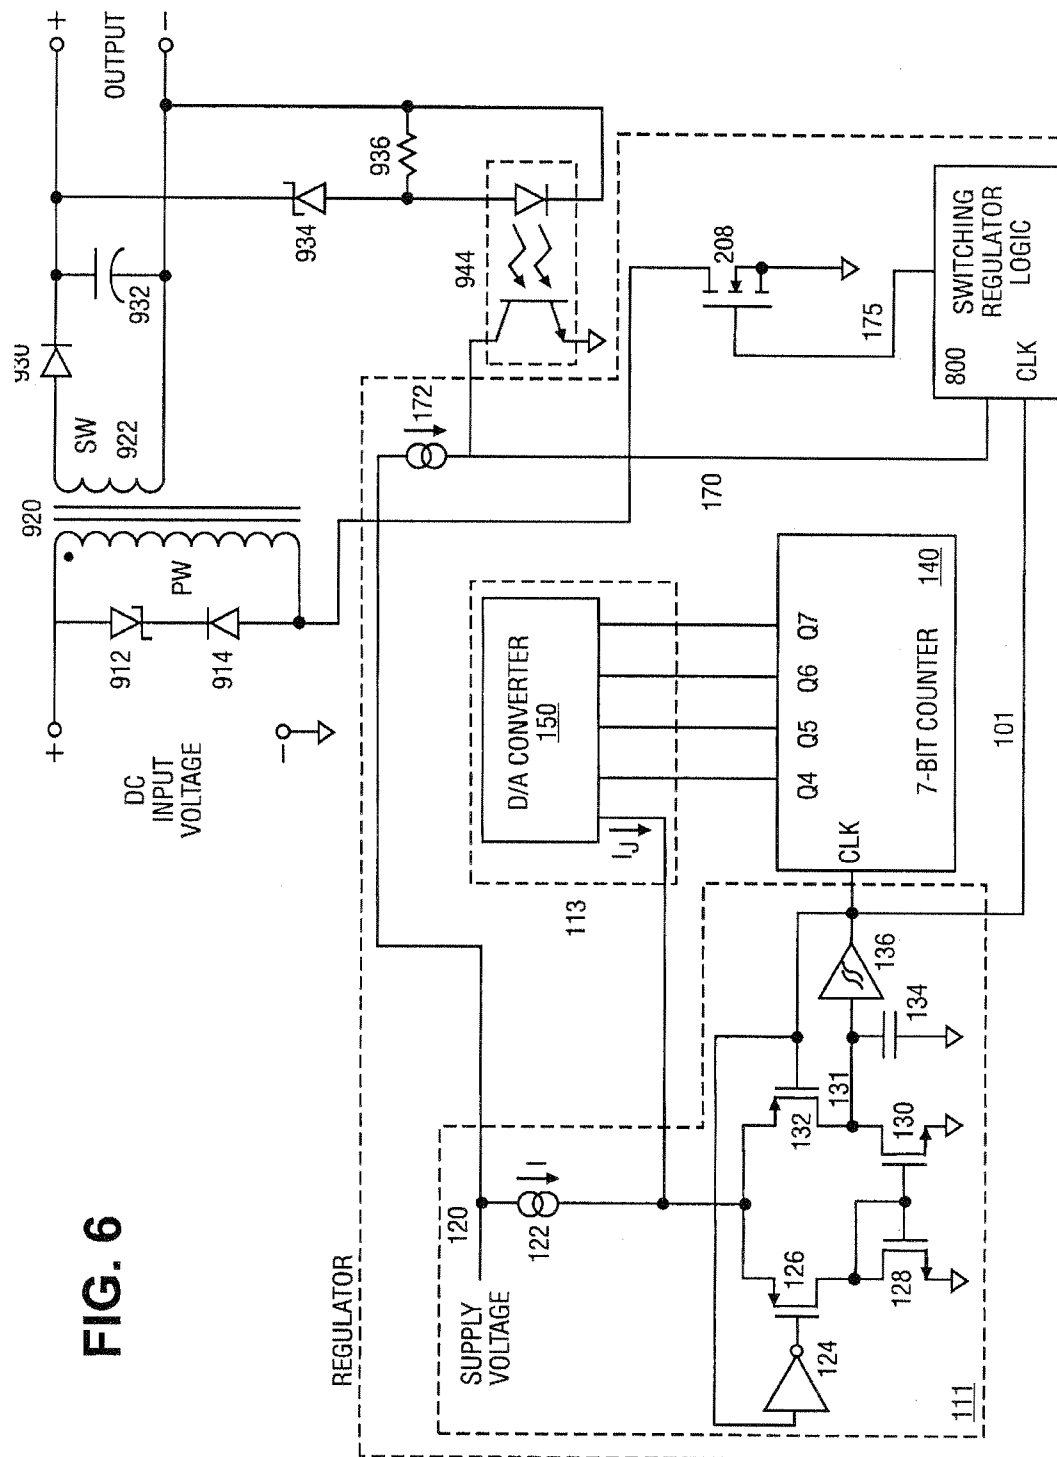 FIG. 6
+
DC
INPUT
VOLTAGE
-
912
914
PW
920
SW
922
930
932
+
OUTPUT
-
934
936
944
REGULATOR
SUPPLY
VOLTAGE
120
I
122
172
170
113
D/A CONVERTER
150
I_J
Q4
Q5
Q6
Q7
CLK
7-BIT COUNTER
140
208
175
SWITCHING
REGULATOR
LOGIC
800
CLK
101
124
126
128
130
131
132
134
136
111